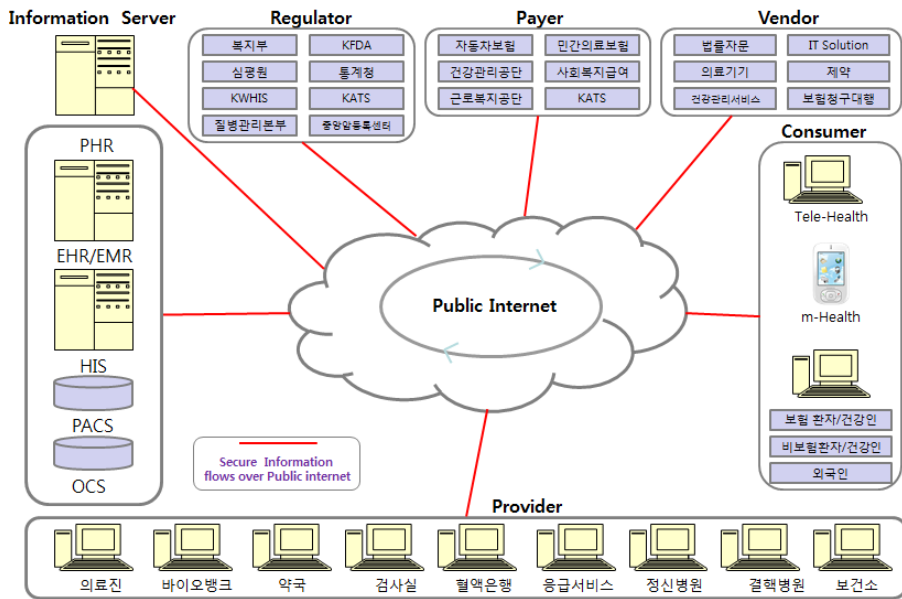 Information Server
Regulator
Payer
Vendor
복지부
KFDA
심평원
통계청
KWHIS
KATS
질병관리본부
중앙암등록센터
자동차보험
민간의료보험
건강관리공단
사회복지급여
근로복지공단
KATS
법률자문
IT Solution
의료기기
제약
건강관리서비스
보험청구대행
PHR
EHR/EMR
HIS
PACS
OCS
Public Internet
Consumer
Tele-Health
m-Health
보험 환자/건강인
비보험환자/건강인
외국인
Secure Information
flows over Public internet
Provider
의료진
바이오뱅크
약국
검사실
혈액은행
응급서비스
정신병원
결핵병원
보건소